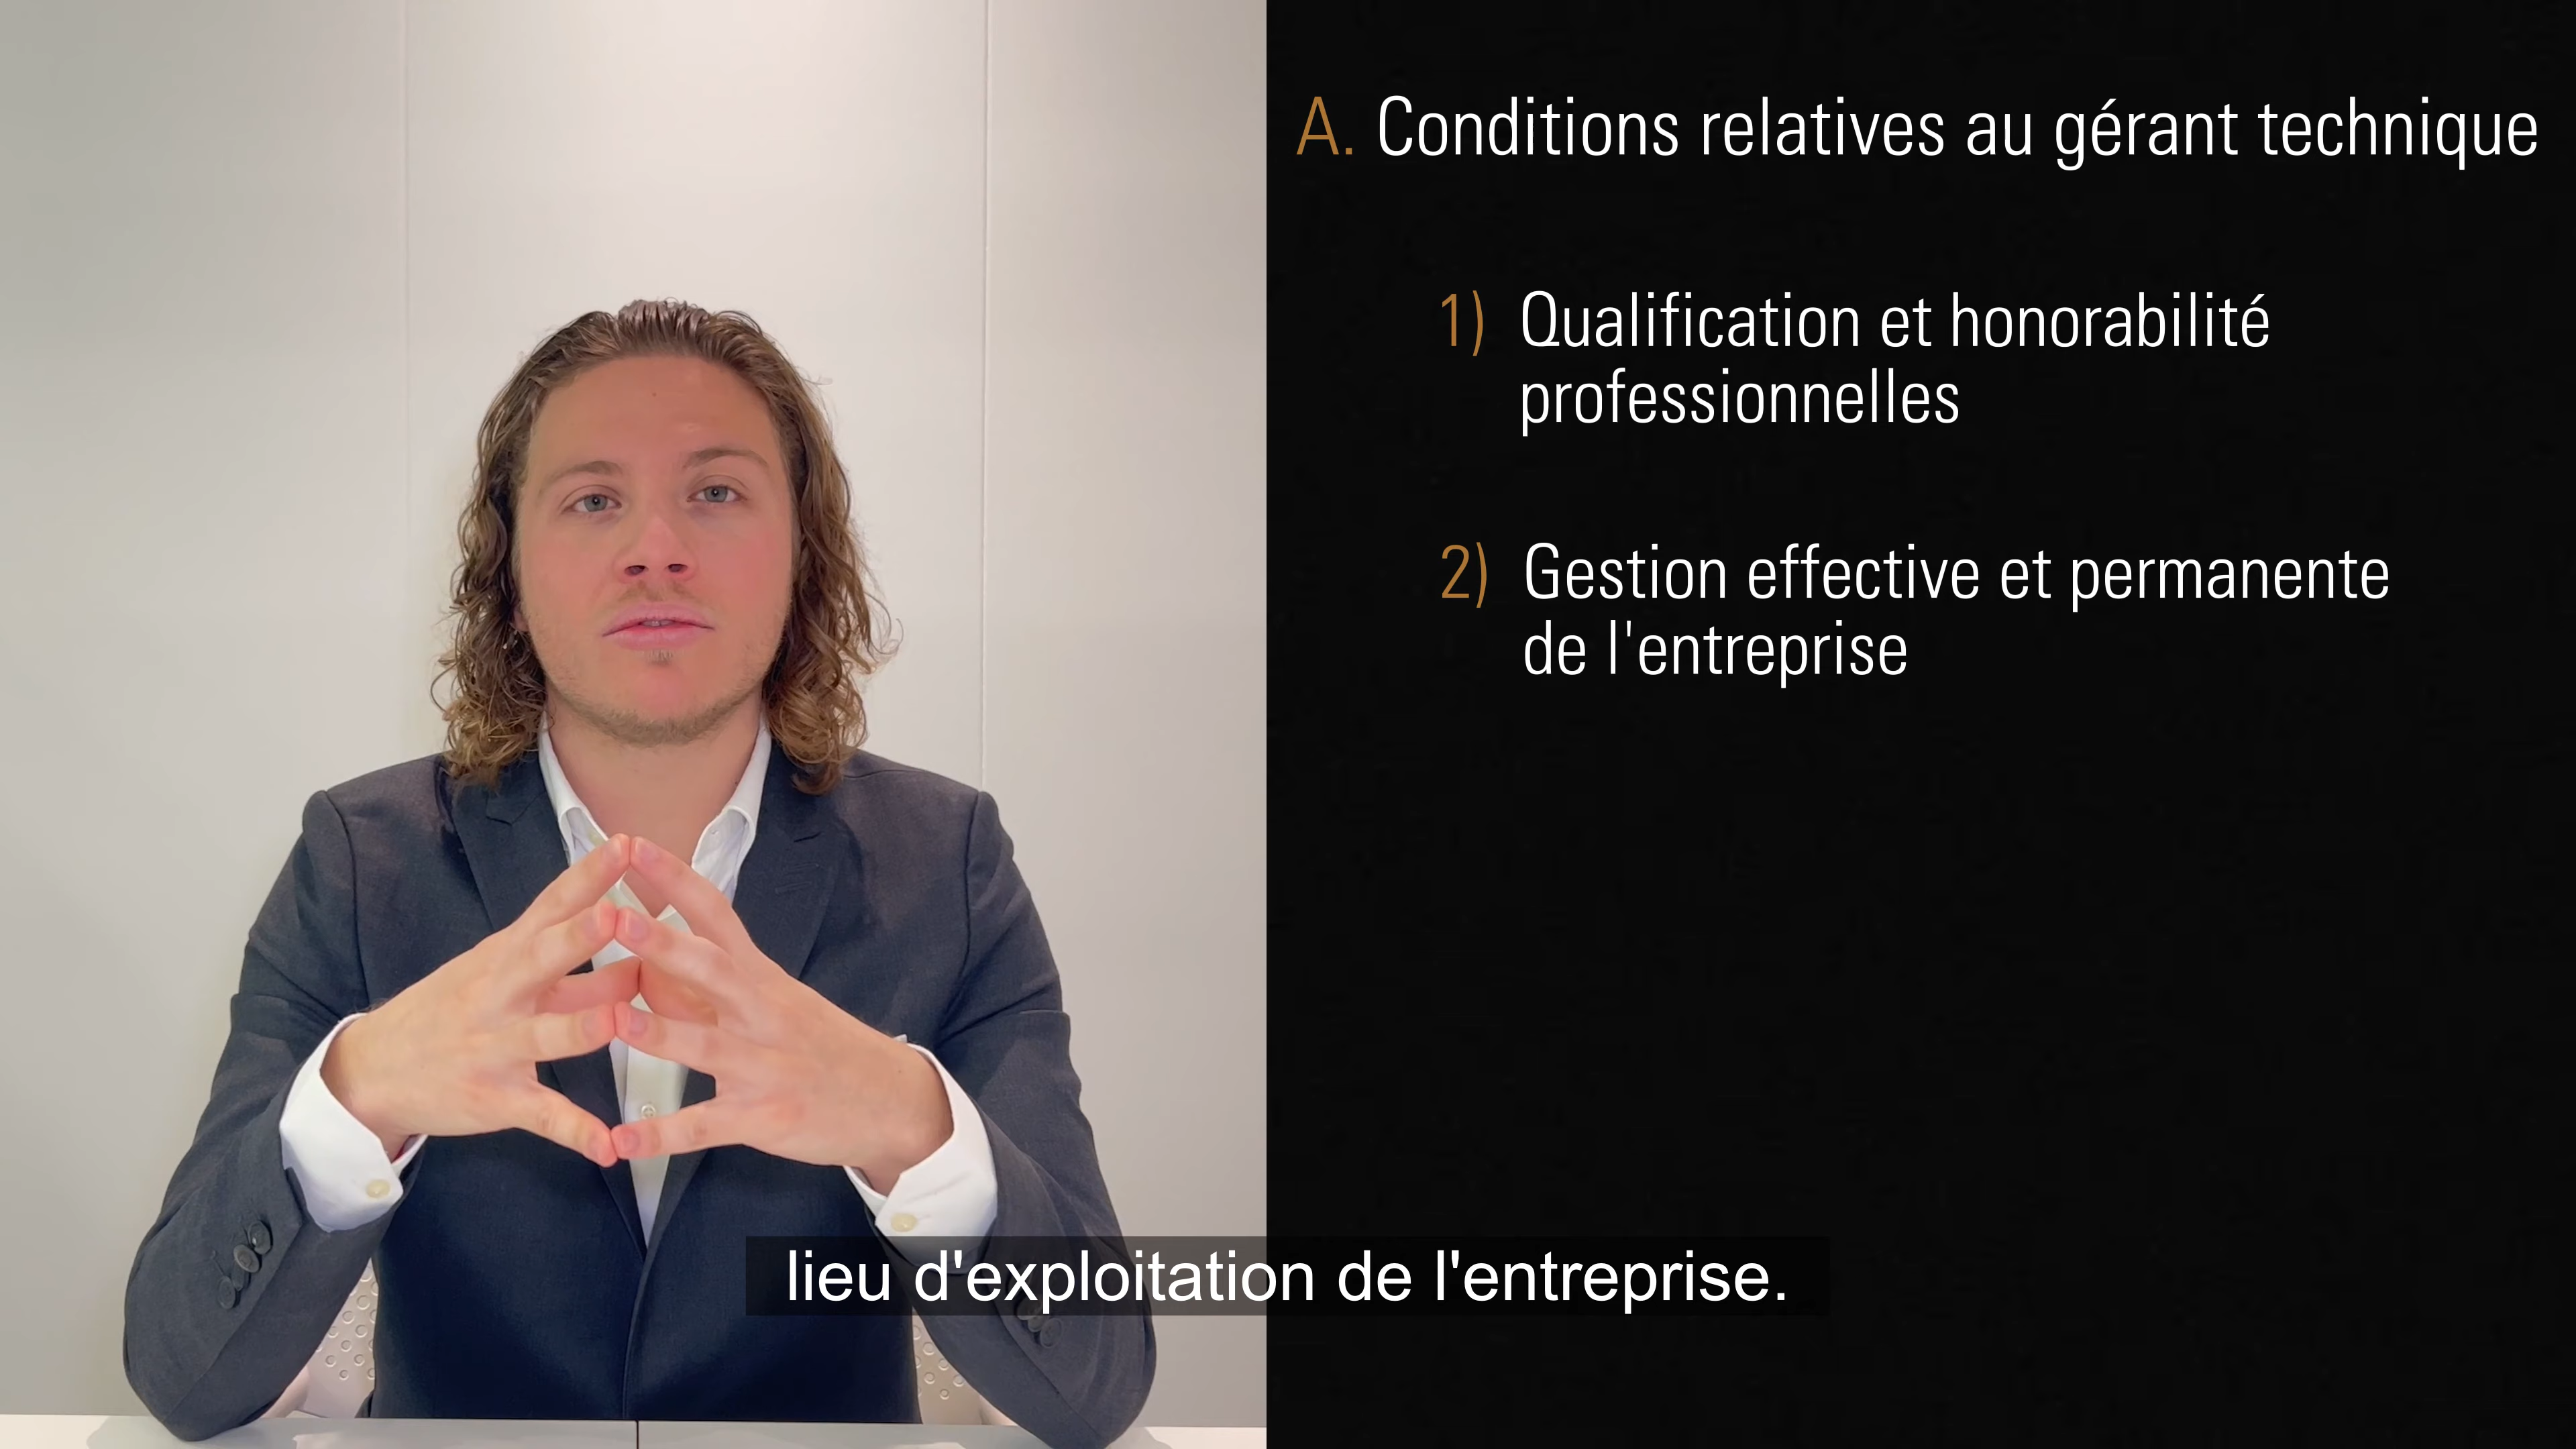 A. Conditions relatives au gérant technique
1) Qualification et honorabilité
professionnelles
2) Gestion effective et permanente
de l'entreprise
lieu d'exploitation de l'entreprise.